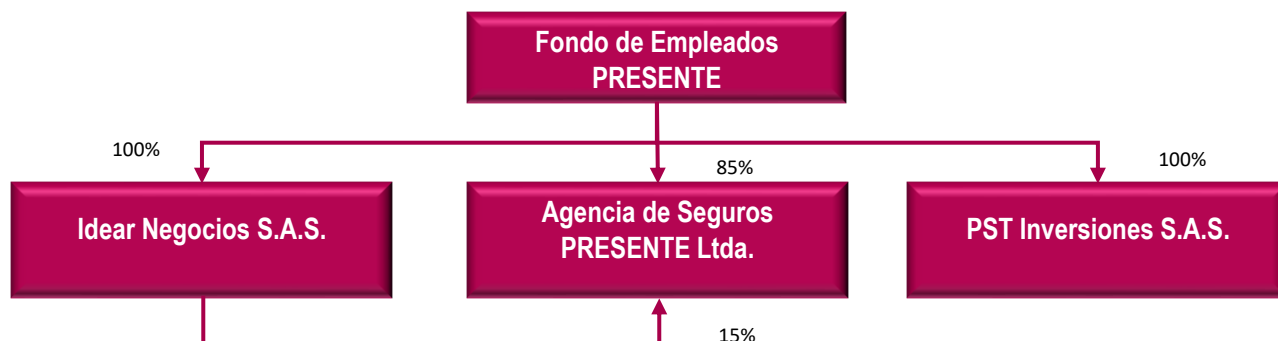 Fondo de Empleados
PRESENTE
100%
85%
100%
Idear Negocios S.A.S.
Agencia de Seguros
PRESENTE Ltda.
PST Inversiones S.A.S.
15%